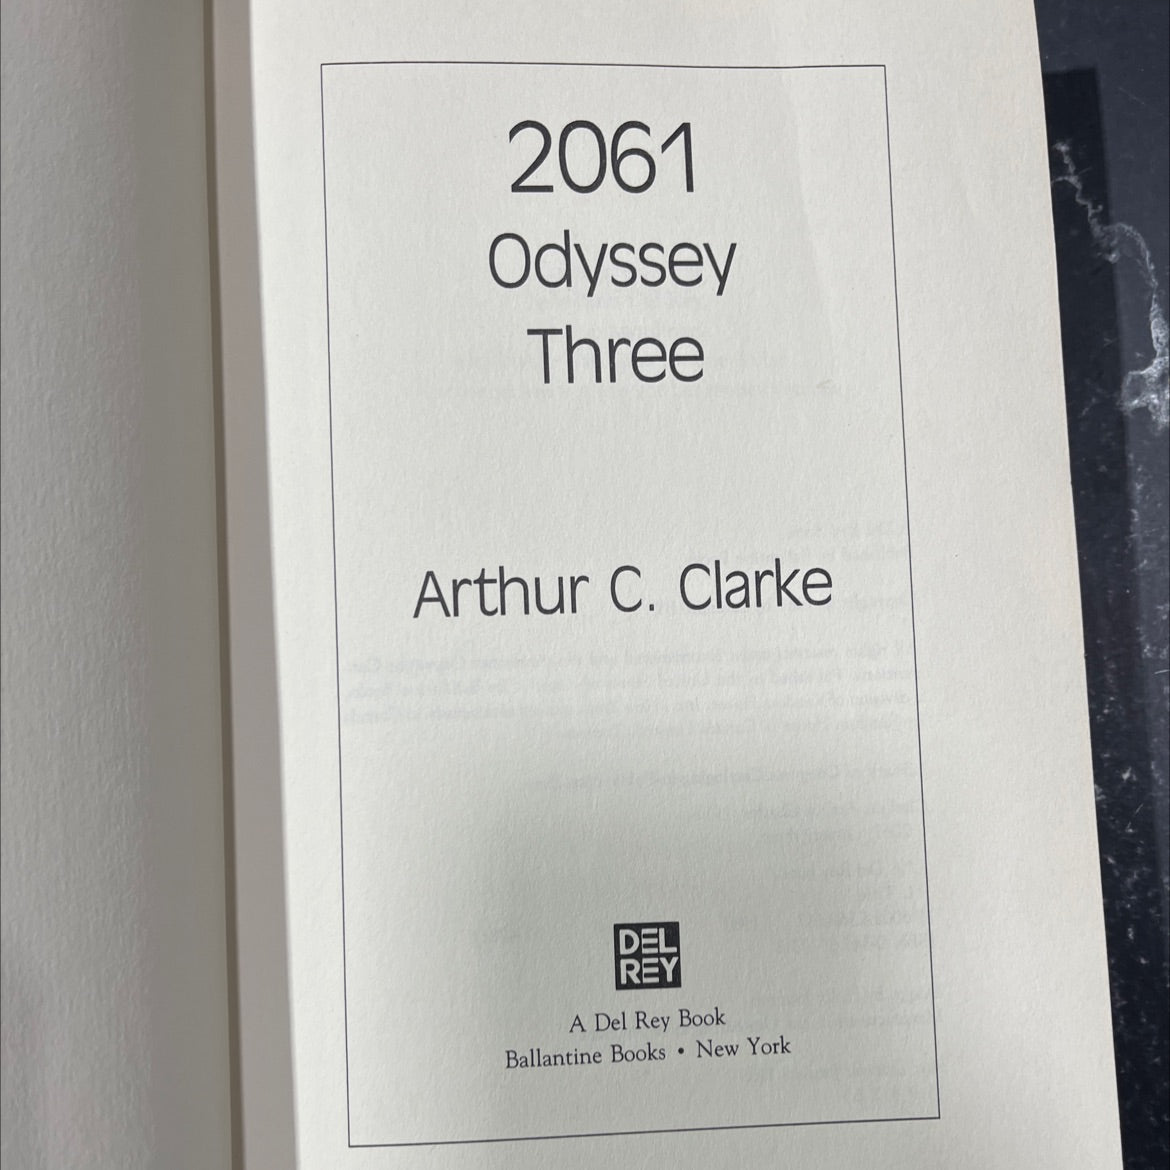 2061
Odyssey
Three
Arthur C. Clarke
DEL
REY
A Del Rey Book
Ballantine Books • New York